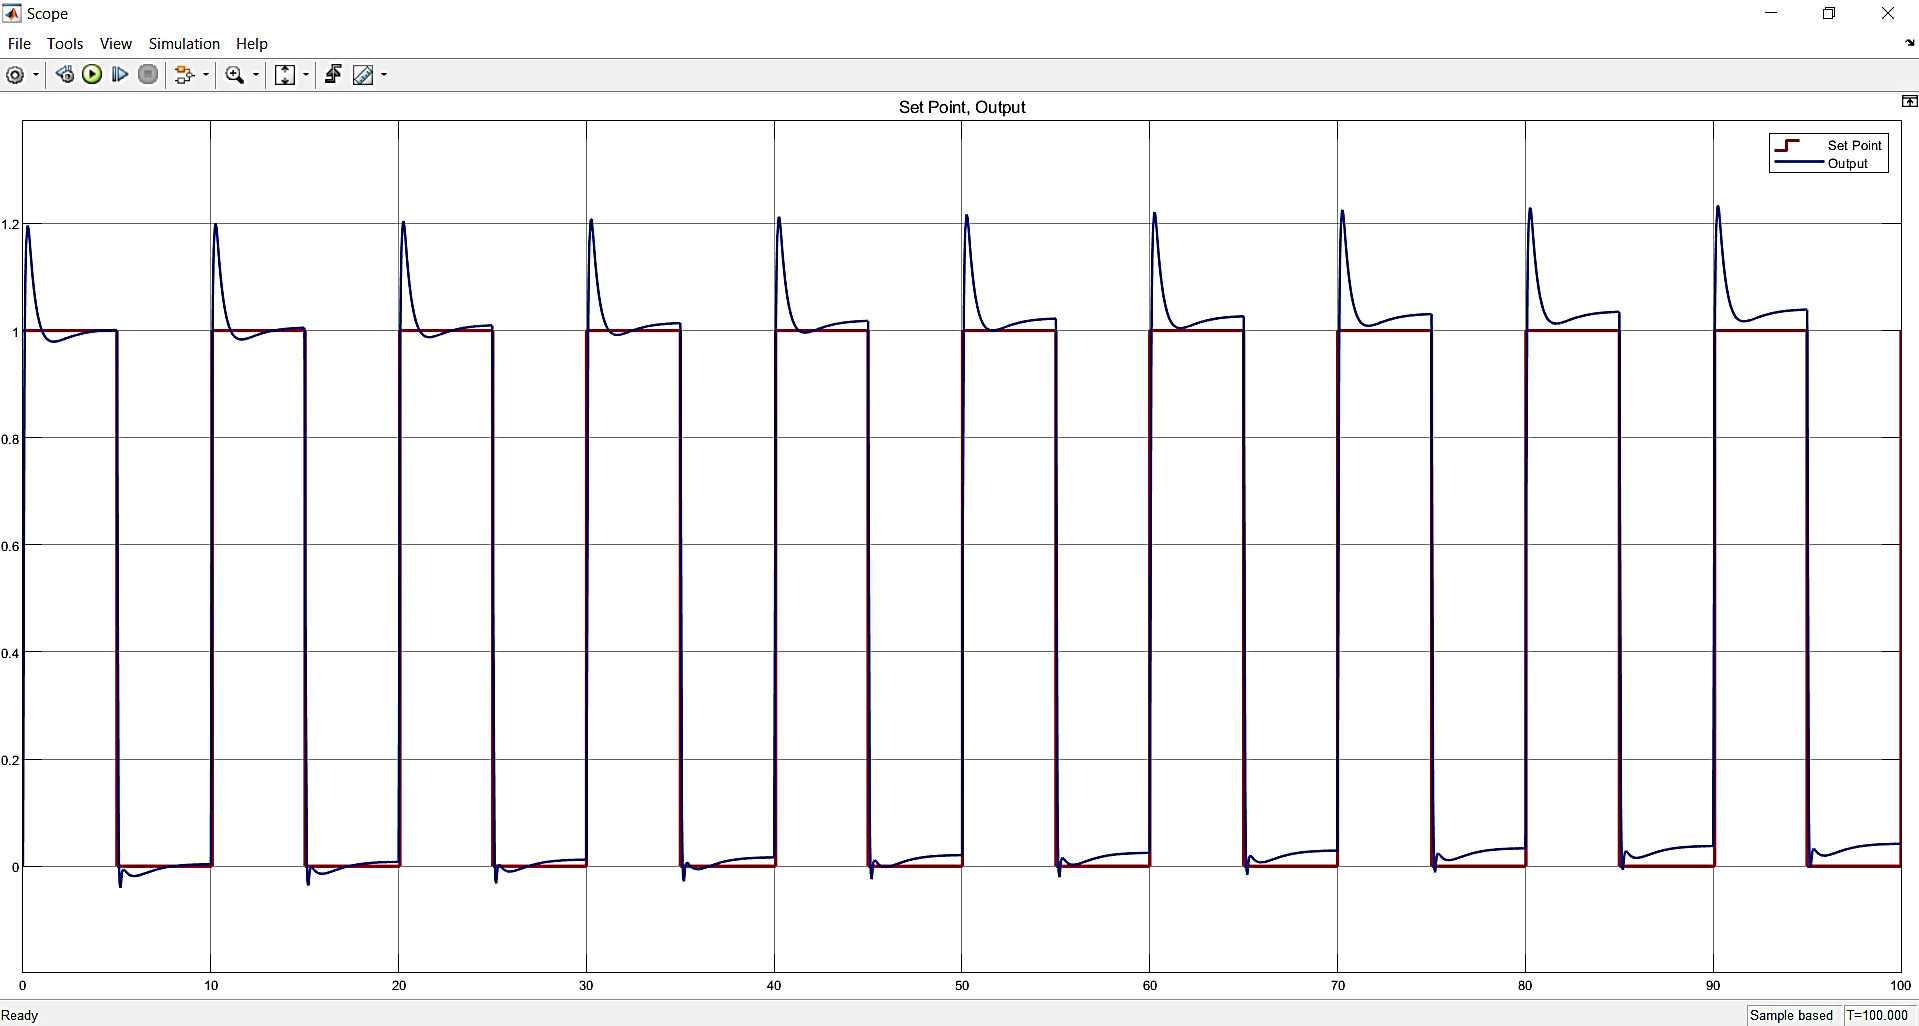 Scope
File Tools View Simulation Help
Set Point, Output
Set Point
Output
1.2
1
0.8
0.6
0.4
0.2
0
0 10 20 30 40 50 60 70 80 90 100
Ready Sample based T=100.000